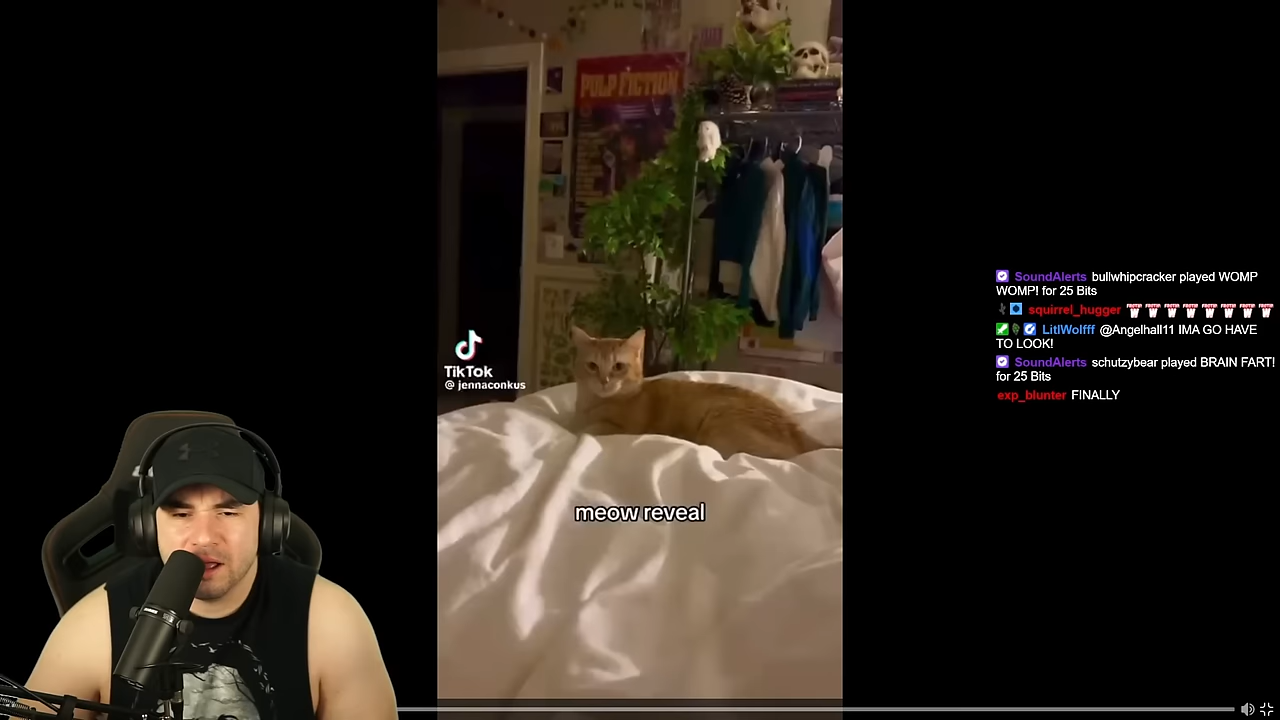 PULP FICTION
TikTok
@ jennaconkus
meow reveal
SoundAlerts bullwhipcracker played WOMP
WOMP! for 25 Bits
squirrel_hugger
LitlWolfff @Angelhall11 IMA GO HAVE
TO LOOK!
SoundAlerts schutzybear played BRAIN FART!
for 25 Bits
exp_blunter FINALLY